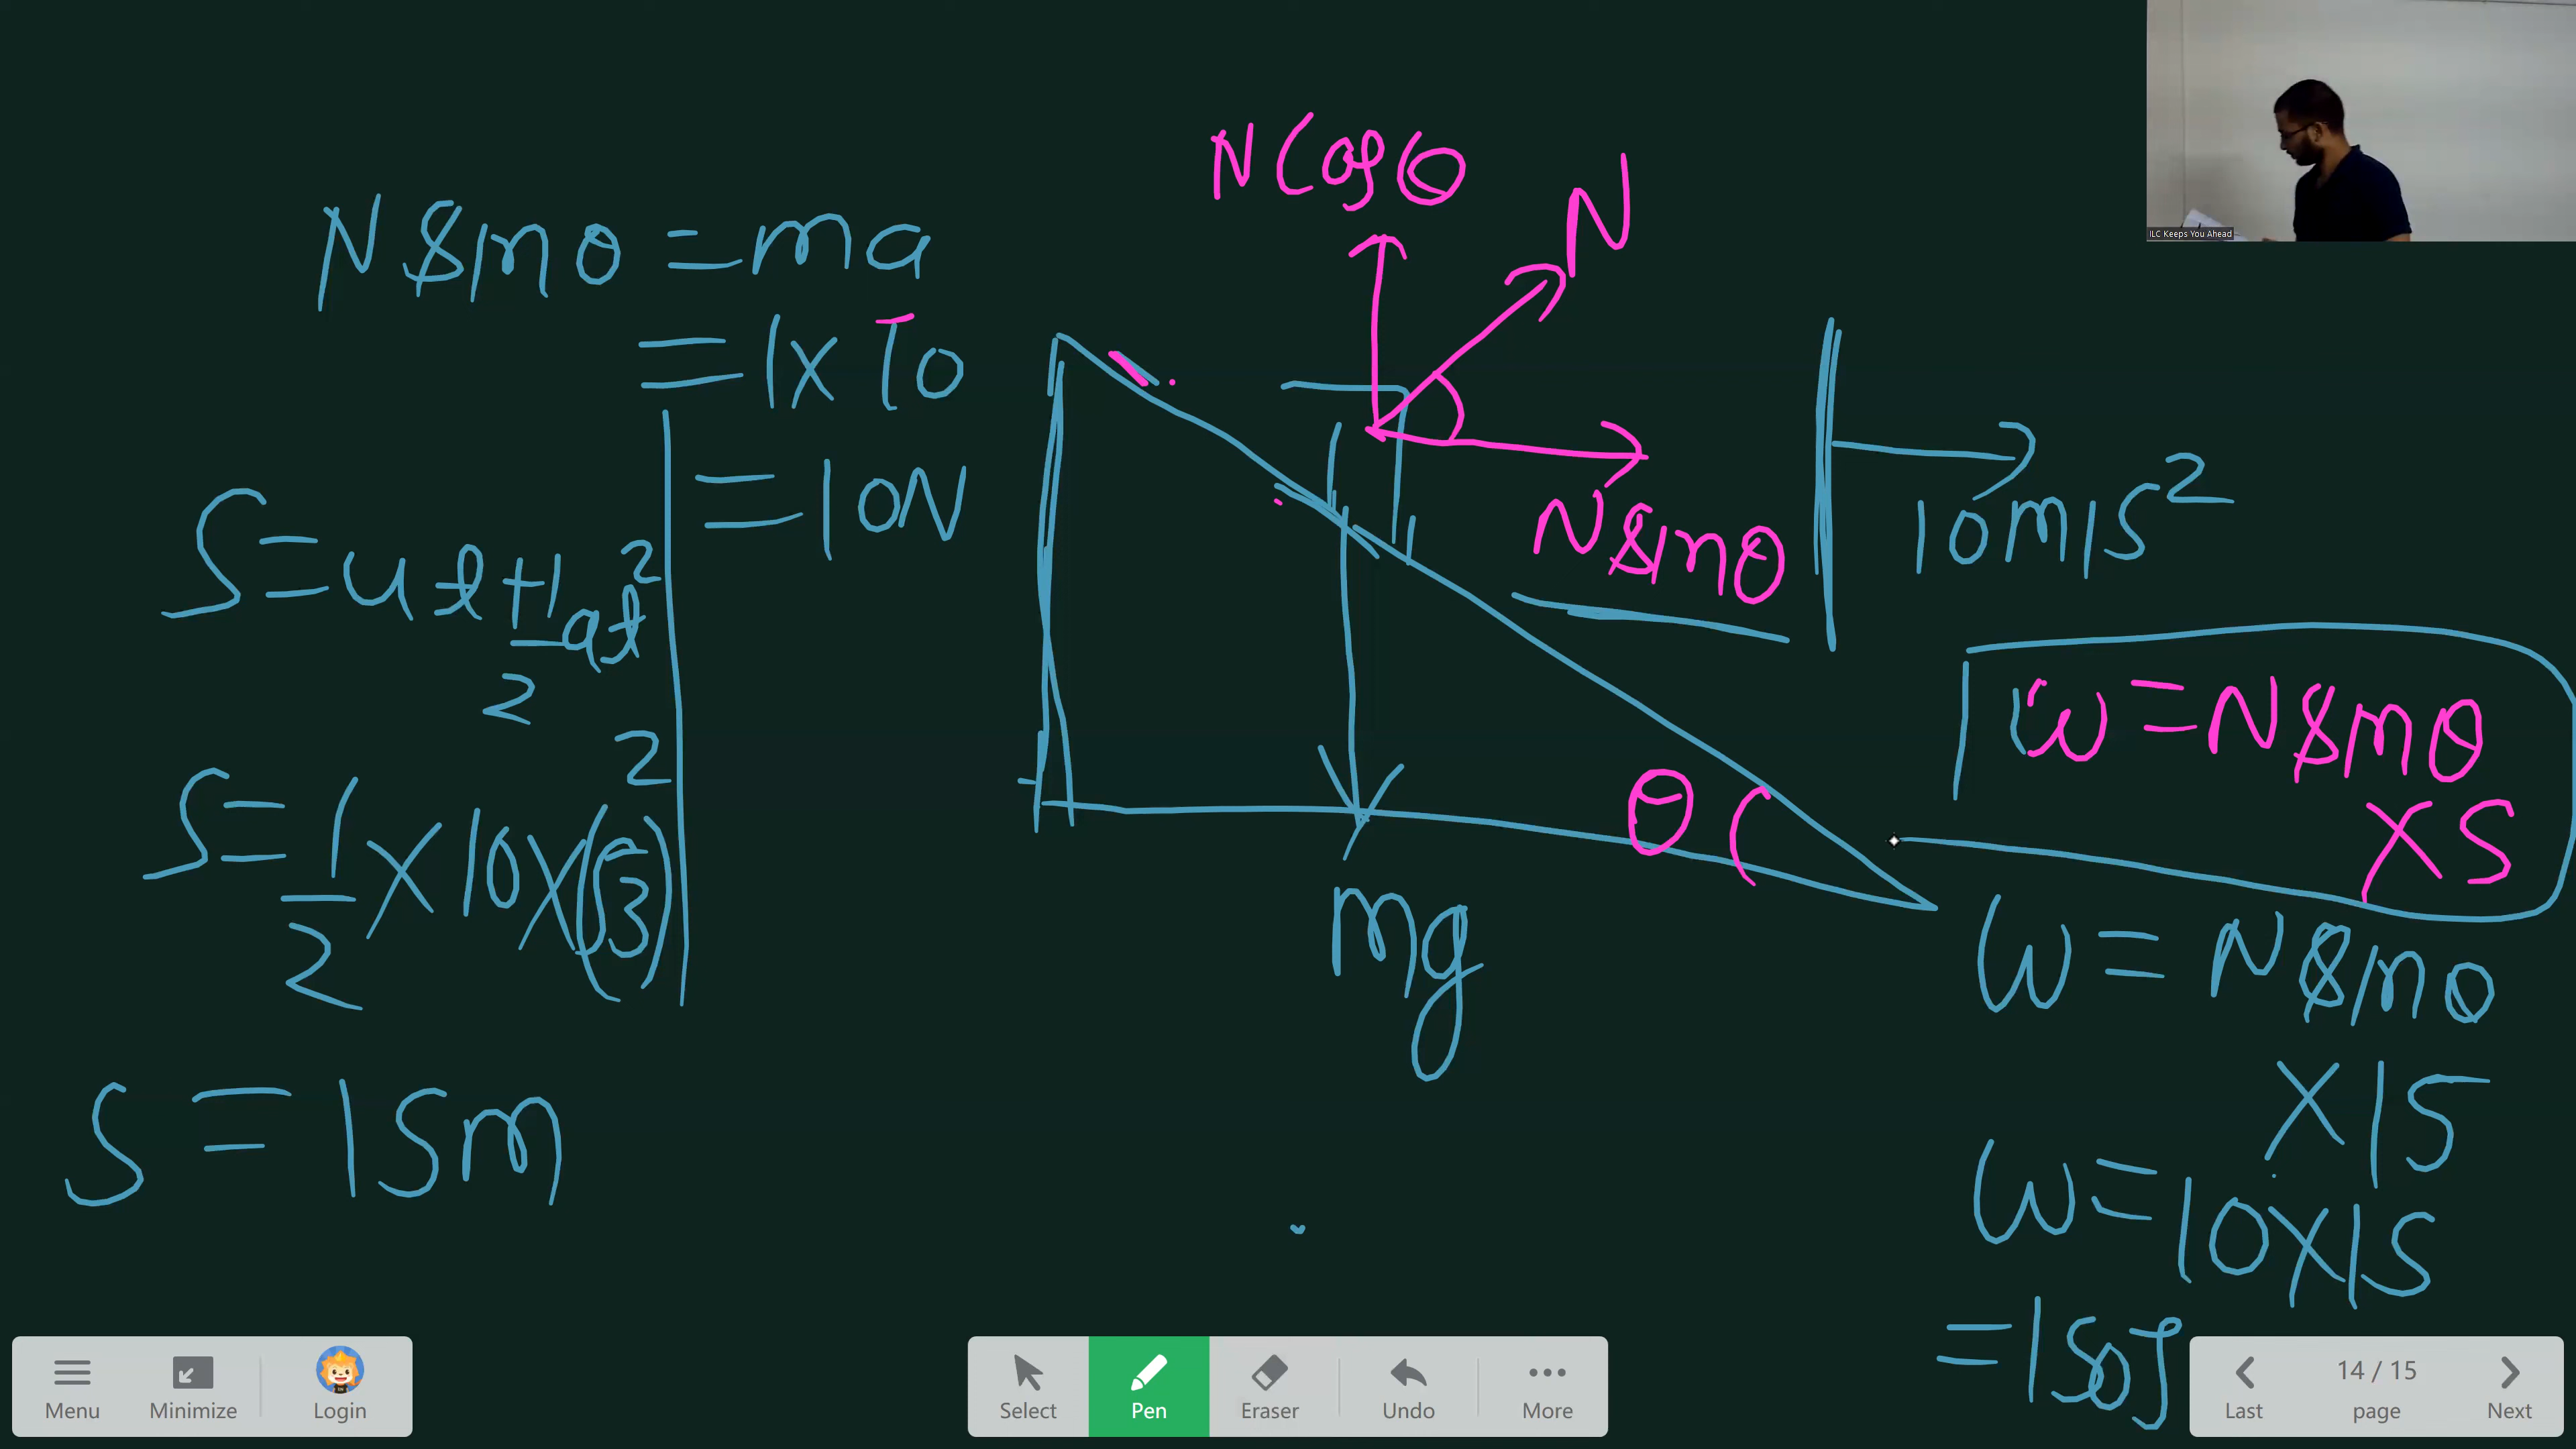 N Sinθ = ma
= 1 × 10
= 10N
S = ut + 1/2 at²
S = 1/2 × 10 × (√3)²
S = 15m
N Cosθ
N
N Sinθ
10 m/s²
θ
mg
W = N Sinθ
× S
W = N Sinθ
× 15
W = 10 × 15
= 150J
ILC Keeps You Ahead
Menu
Minimize
Login
Select
Pen
Eraser
Undo
More
Last
14 / 15
page
Next